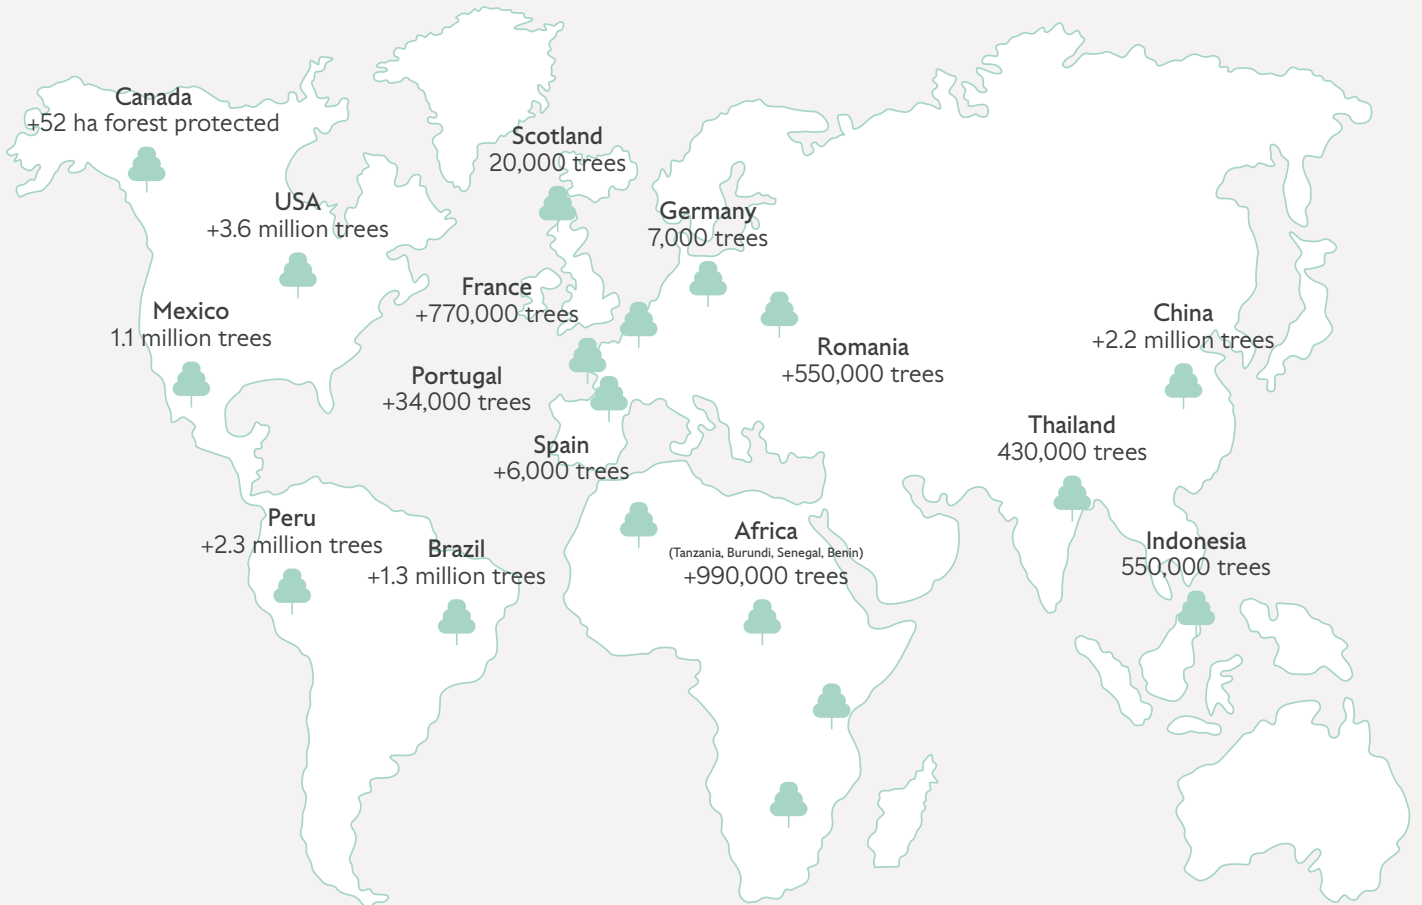 Canada
+52 ha forest protected
Scotland
20,000 trees
USA
+3.6 million trees
Germany
7,000 trees
France
+770,000 trees
Mexico
1.1 million trees
China
+2.2 million trees
Romania
+550,000 trees
Portugal
+34,000 trees
Thailand
430,000 trees
Spain
+6,000 trees
Peru
+2.3 million trees
Brazil
+1.3 million trees
Africa
(Tanzania, Burundi, Senegal, Benin)
+990,000 trees
Indonesia
550,000 trees